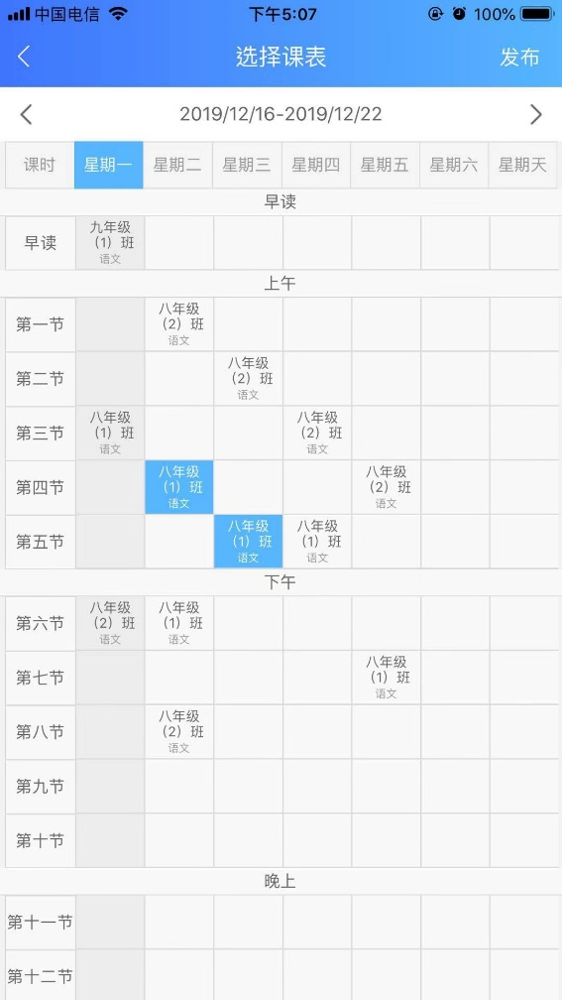 中国电信 下午5:07 100%
选择课表 发布
2019/12/16-2019/12/22
课时 星期一 星期二 星期三 星期四 星期五 星期六 星期天
早读
早读 九年级（1）班 语文
上午
第一节 八年级（2）班 语文
第二节 八年级（2）班 语文
第三节 八年级（1）班 语文 八年级（2）班 语文
第四节 八年级（1）班 语文 八年级（2）班 语文
第五节 八年级（1）班 语文 八年级（1）班 语文
下午
第六节 八年级（2）班 语文 八年级（1）班 语文
第七节 八年级（1）班 语文
第八节 八年级（2）班 语文
第九节
第十节
晚上
第十一节
第十二节